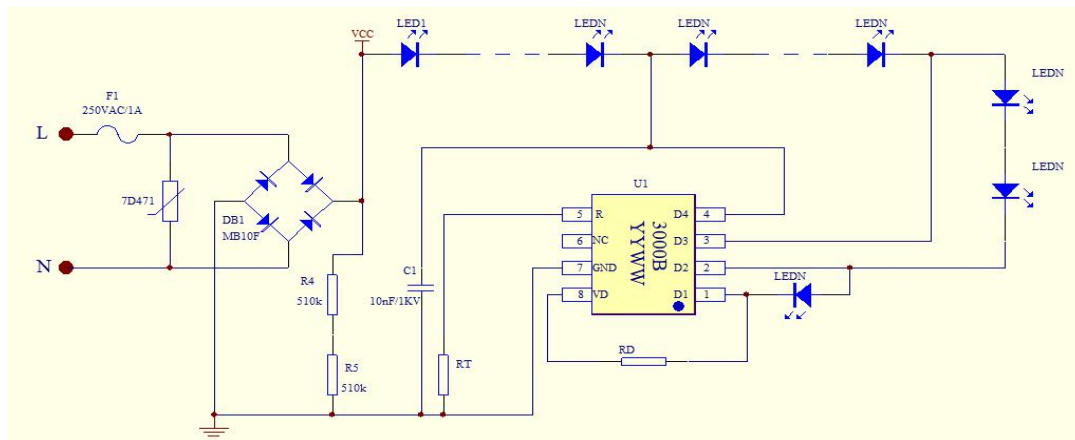 LED1
LEDN
LEDN
LEDN
VCC
LEDN
F1
250VAC/1A
L
LEDN
U1
7D471
5 R
D4 4
DB1
MB10F
3000B
YYWW
6 NC
D3 3
N
7 GND
D2 2
C1
LEDN
R4
510k
10nF/1KV
8 VD
D1 1
RD
R5
510k
RT